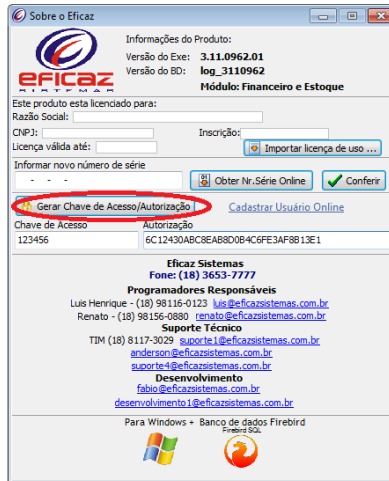 Sobre o Eficaz
Informações do Produto:
Versão do Exe: 3.11.0962.01
Versão do BD: log_3110962
Módulo: Financeiro e Estoque
eficaz
SISTEMAS
Este produto esta licenciado para:
Razão Social:
CNPJ: Inscrição:
Licença válida até: Importar licença de uso ...
Informar novo número de série
- - - Obter Nr.Série Online Conferir
Gerar Chave de Acesso/Autorização Cadastrar Usuário Online
Chave de Acesso Autorização
123456 6C12430ABC8EAB8D0B4C6FE3AF8B13E1
Eficaz Sistemas
Fone: (18) 3653-7777
Programadores Responsáveis
Luis Henrique - (18) 98116-0123 luis@eficazsistemas.com.br
Renato - (18) 98156-0880 renato@eficazsistemas.com.br
Suporte Técnico
TIM (18) 8117-3029 suporte1@eficazsistemas.com.br
anderson@eficazsistemas.com.br
suporte4@eficazsistemas.com.br
Desenvolvimento
fabio@eficazsistemas.com.br
desenvolvimento1@eficazsistemas.com.br
Para Windows + Banco de dados Firebird
Firebird SQL